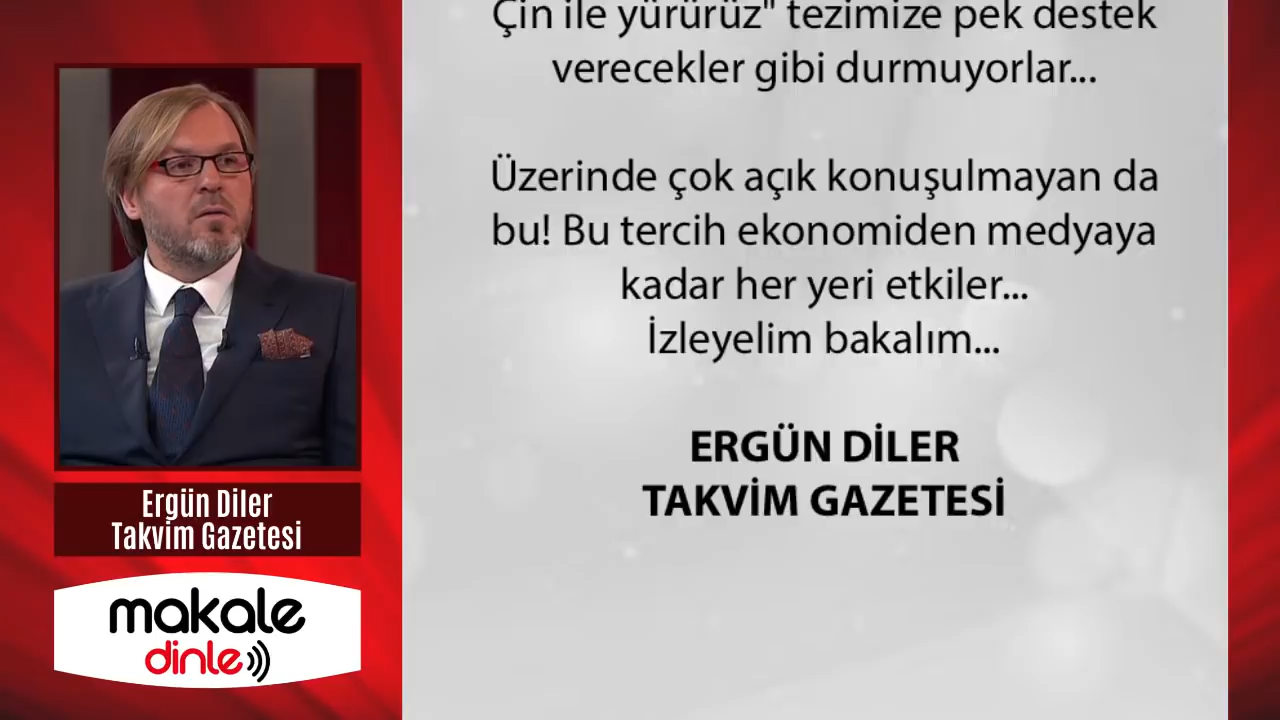 Çin ile yürürüz" tezimize pek destek
verecekler gibi durmuyorlar...
Üzerinde çok açık konuşulmayan da
bu! Bu tercih ekonomiden medyaya
kadar her yeri etkiler...
İzleyelim bakalım...
ERGÜN DİLER
TAKVİM GAZETESİ
Ergün Diler
Takvim Gazetesi
makale
dinle